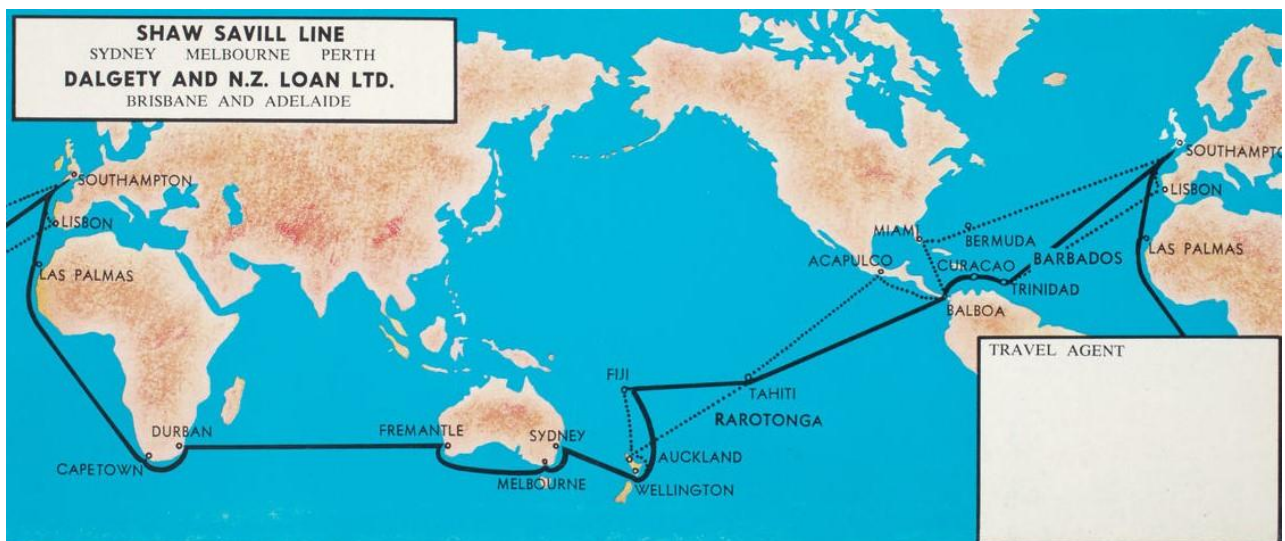 SHAW SAVILL LINE
SYDNEY MELBOURNE PERTH
DALGETY AND N.Z. LOAN LTD.
BRISBANE AND ADELAIDE
SOUTHAMPTON
LISBON
LAS PALMAS
DURBAN
CAPETOWN
FREMANTLE
SYDNEY
MELBOURNE
FIJI
TAHITI
RAROTONGA
AUCKLAND
WELLINGTON
MIAMI
BERMUDA
ACAPULCO
CURACAO
BARBADOS
TRINIDAD
BALBOA
SOUTHAMPTO
LISBON
LAS PALMAS
TRAVEL AGENT